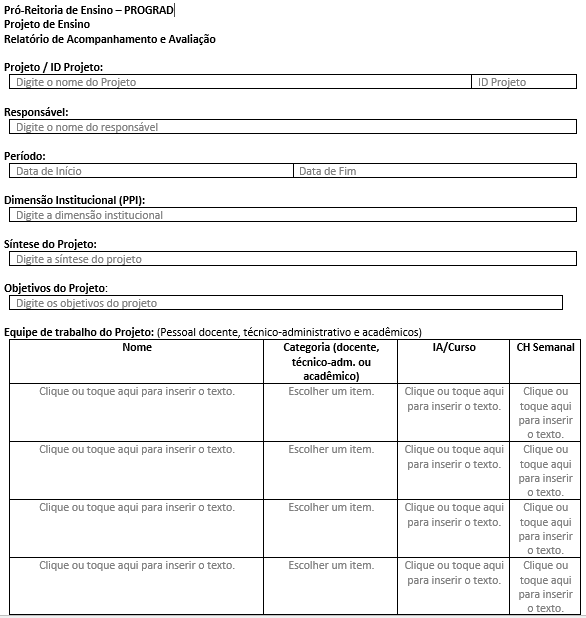 Pró-Reitoria de Ensino – PROGRAD
Projeto de Ensino
Relatório de Acompanhamento e Avaliação
Projeto / ID Projeto:
Digite o nome do Projeto ID Projeto
Responsável:
Digite o nome do responsável
Período:
Data de Início Data de Fim
Dimensão Institucional (PPI):
Digite a dimensão institucional
Síntese do Projeto:
Digite a síntese do projeto
Objetivos do Projeto:
Digite os objetivos do projeto
Equipe de trabalho do Projeto: (Pessoal docente, técnico-administrativo e acadêmicos)
Nome
Categoria (docente,
técnico-adm. ou
acadêmico)
IA/Curso
CH Semanal
Clique ou toque aqui para inserir o texto.
Escolher um item.
Clique ou toque aqui
para inserir o texto.
Clique ou
toque aqui
para inserir
o texto.
Clique ou toque aqui para inserir o texto.
Escolher um item.
Clique ou toque aqui
para inserir o texto.
Clique ou
toque aqui
para inserir
o texto.
Clique ou toque aqui para inserir o texto.
Escolher um item.
Clique ou toque aqui
para inserir o texto.
Clique ou
toque aqui
para inserir
o texto.
Clique ou toque aqui para inserir o texto.
Escolher um item.
Clique ou toque aqui
para inserir o texto.
Clique ou
toque aqui
para inserir
o texto.